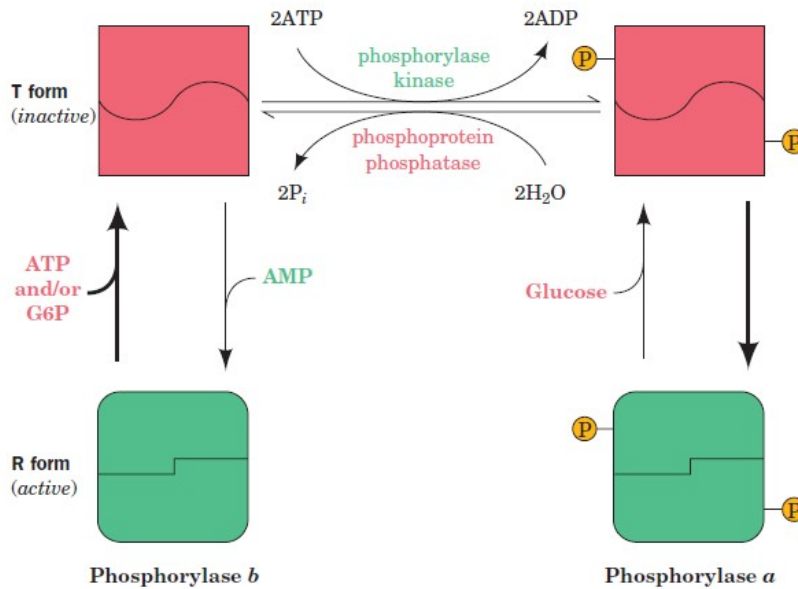 2ATP
2ADP
phosphorylase
kinase
P
T form
(inactive)
phosphoprotein
phosphatase
P
2Pi
2H2O
ATP
and/or
G6P
AMP
Glucose
P
R form
(active)
P
Phosphorylase b
Phosphorylase a